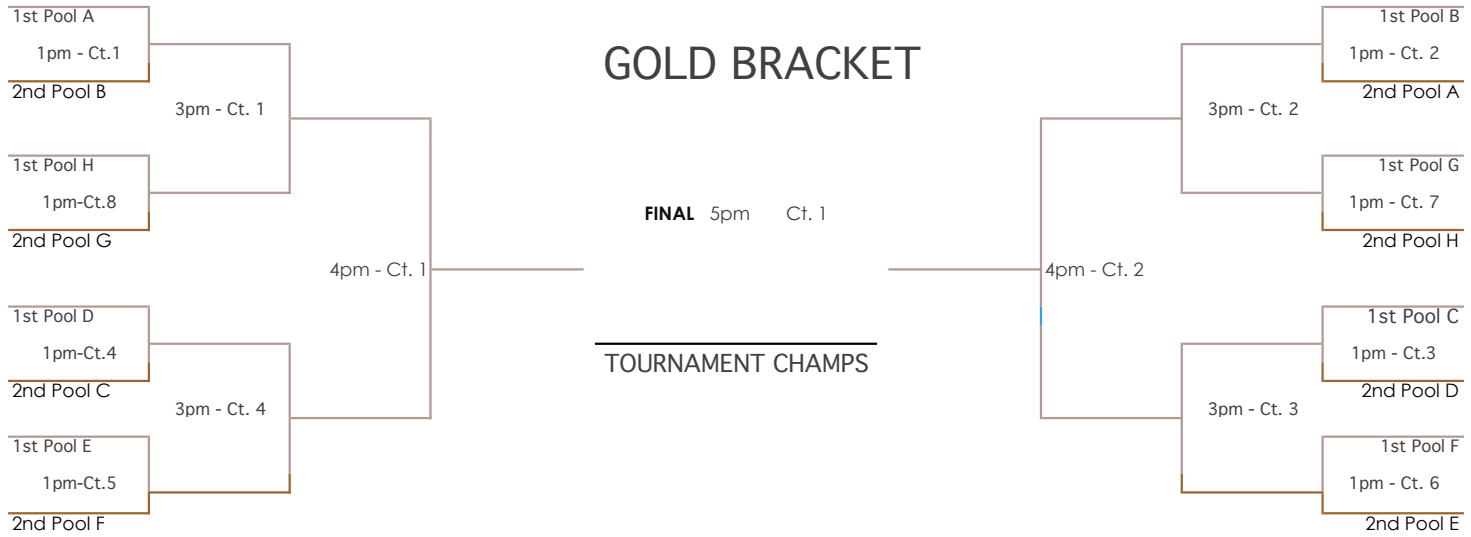 1st Pool A
1pm - Ct.1
2nd Pool B
3pm - Ct. 1
1st Pool H
1pm-Ct.8
2nd Pool G
4pm - Ct. 1
1st Pool D
1pm-Ct.4
2nd Pool C
3pm - Ct. 4
1st Pool E
1pm-Ct.5
2nd Pool F
GOLD BRACKET
FINAL 5pm Ct. 1
TOURNAMENT CHAMPS
1st Pool B
1pm - Ct. 2
2nd Pool A
3pm - Ct. 2
1st Pool G
1pm - Ct. 7
2nd Pool H
4pm - Ct. 2
1st Pool C
1pm - Ct.3
2nd Pool D
3pm - Ct. 3
1st Pool F
1pm - Ct. 6
2nd Pool E